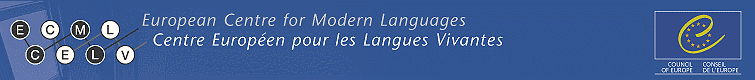 E C M L
C E L V
European Centre for Modern Languages
Centre Européen pour les Langues Vivantes
COUNCIL OF EUROPE
CONSEIL DE L'EUROPE